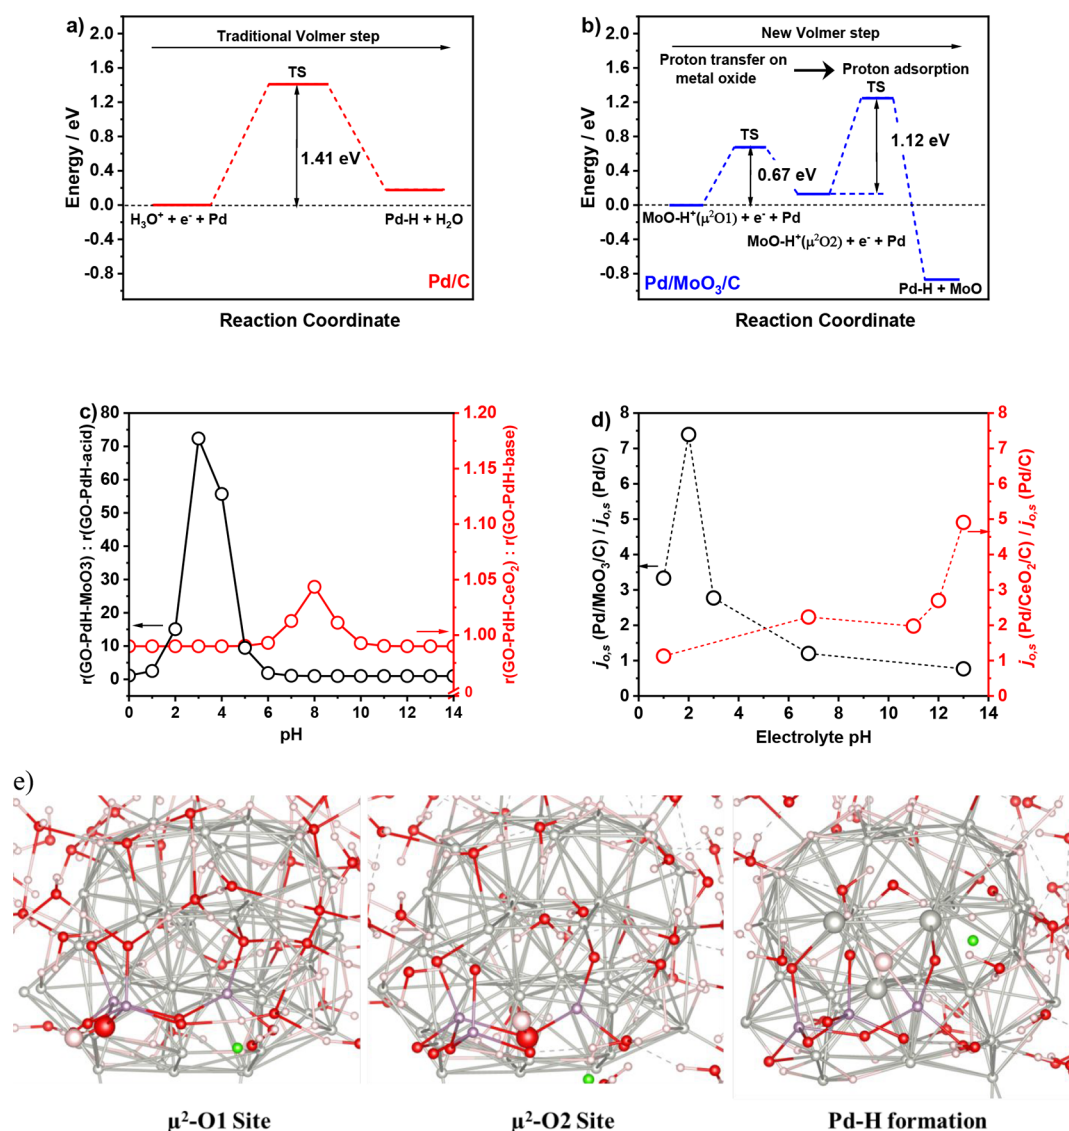 a)
2.0
1.6
1.2
0.8
0.4
0.0
-0.4
-0.8
Energy / eV
Traditional Volmer step
TS
1.41 eV
H₃O⁺ + e⁻ + Pd
Pd-H + H₂O
Pd/C
Reaction Coordinate
b)
2.0
1.6
1.2
0.8
0.4
0.0
-0.4
-0.8
Energy / eV
New Volmer step
Proton transfer on
metal oxide
Proton adsorption
TS
TS
0.67 eV
1.12 eV
MoO-H⁺(μ²O1) + e⁻ + Pd
MoO-H⁺(μ²O2) + e⁻ + Pd
Pd-H + MoO
Pd/MoO₃/C
Reaction Coordinate
c)
r(GO-PdH-MoO3) : r(GO-PdH-acid)
80
70
60
50
40
30
20
10
0
0 2 4 6 8 10 12 14
pH
1.20
1.15
1.10
1.05
1.00
0
r(GO-PdH-CeO₂) : r(GO-PdH-base)
d)
j₀,ₛ (Pd/MoO₃/C) / j₀,ₛ (Pd/C)
8
7
6
5
4
3
2
1
0
0 2 4 6 8 10 12 14
Electrolyte pH
8
7
6
5
4
3
2
1
0
j₀,ₛ (Pd/CeO₂/C) / j₀,ₛ (Pd/C)
e)
μ²-O1 Site
μ²-O2 Site
Pd-H formation